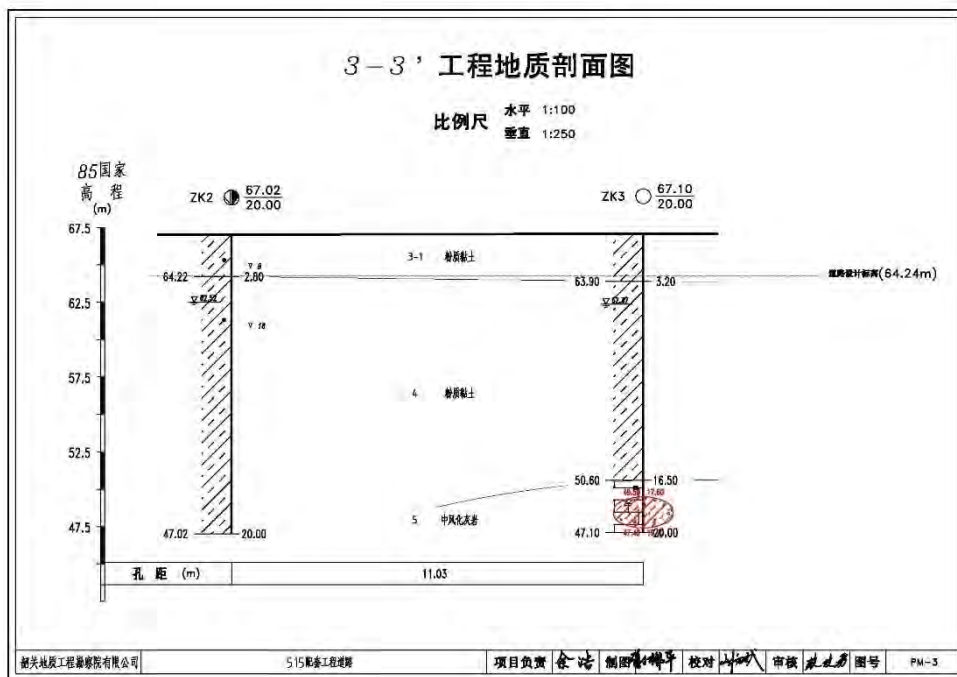 3-3' 工程地质剖面图
比例尺 水平 1:100
垂直 1:250
85国家
高 程
(m)
ZK2 67.02
20.00
ZK3 67.10
20.00
67.5
62.5
57.5
52.5
47.5
3-1 粉质黏土
64.22 2.80
63.90 3.20
道路设计标高(64.24m)
▽ 18
4 粉质黏土
50.60 16.50
17.60
5 中风化灰岩
47.02 20.00
47.10 20.00
孔 距 (m) 11.03
韶关地质工程勘察院有限公司 515配套工程道路 项目负责 制图 校对 审核 图号 PM-3